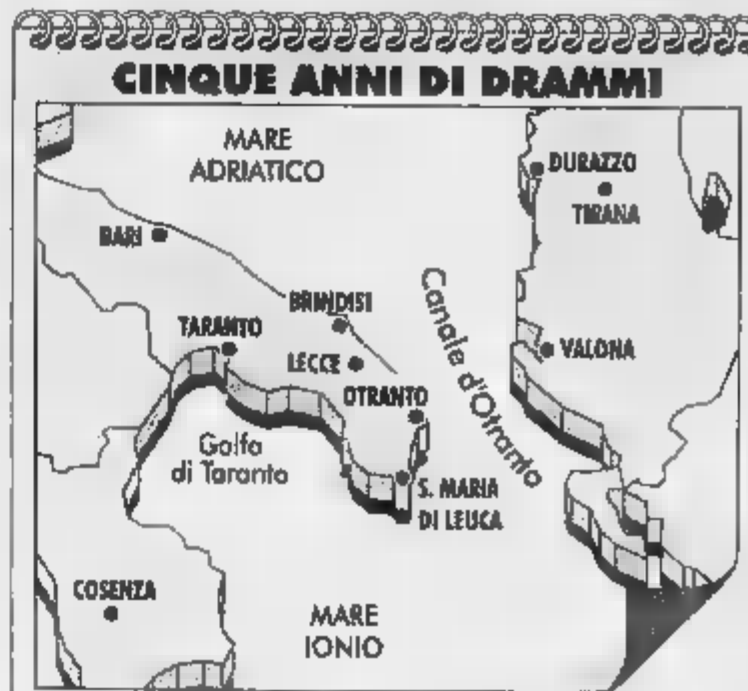 CINQUE ANNI DI DRAMMI
MARE
ADRIATICO
DURAZZO
TIRANA
BARI
BRINDISI
Canale d'Otranto
TARANTO
VALONA
LECCE
OTRANTO
Golfo
di Taranto
S. MARIA
DI LEUCA
COSENZA
MARE
IONIO